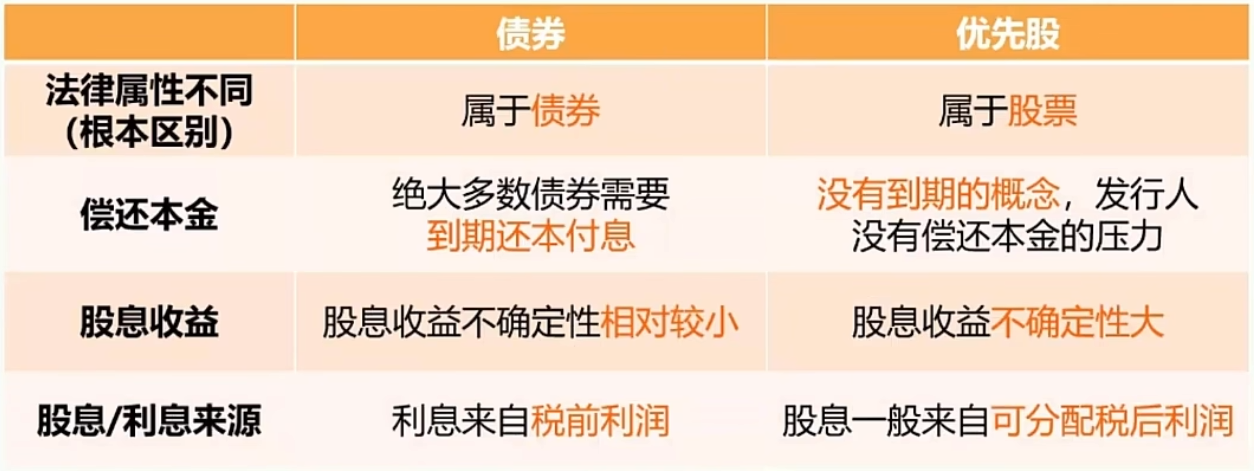 债券
优先股
法律属性不同
(根本区别)
属于债券
属于股票
偿还本金
绝大多数债券需要
到期还本付息
没有到期的概念，发行人
没有偿还本金的压力
股息收益
股息收益不确定性相对较小
股息收益不确定性大
股息/利息来源
利息来自税前利润
股息一般来自可分配税后利润